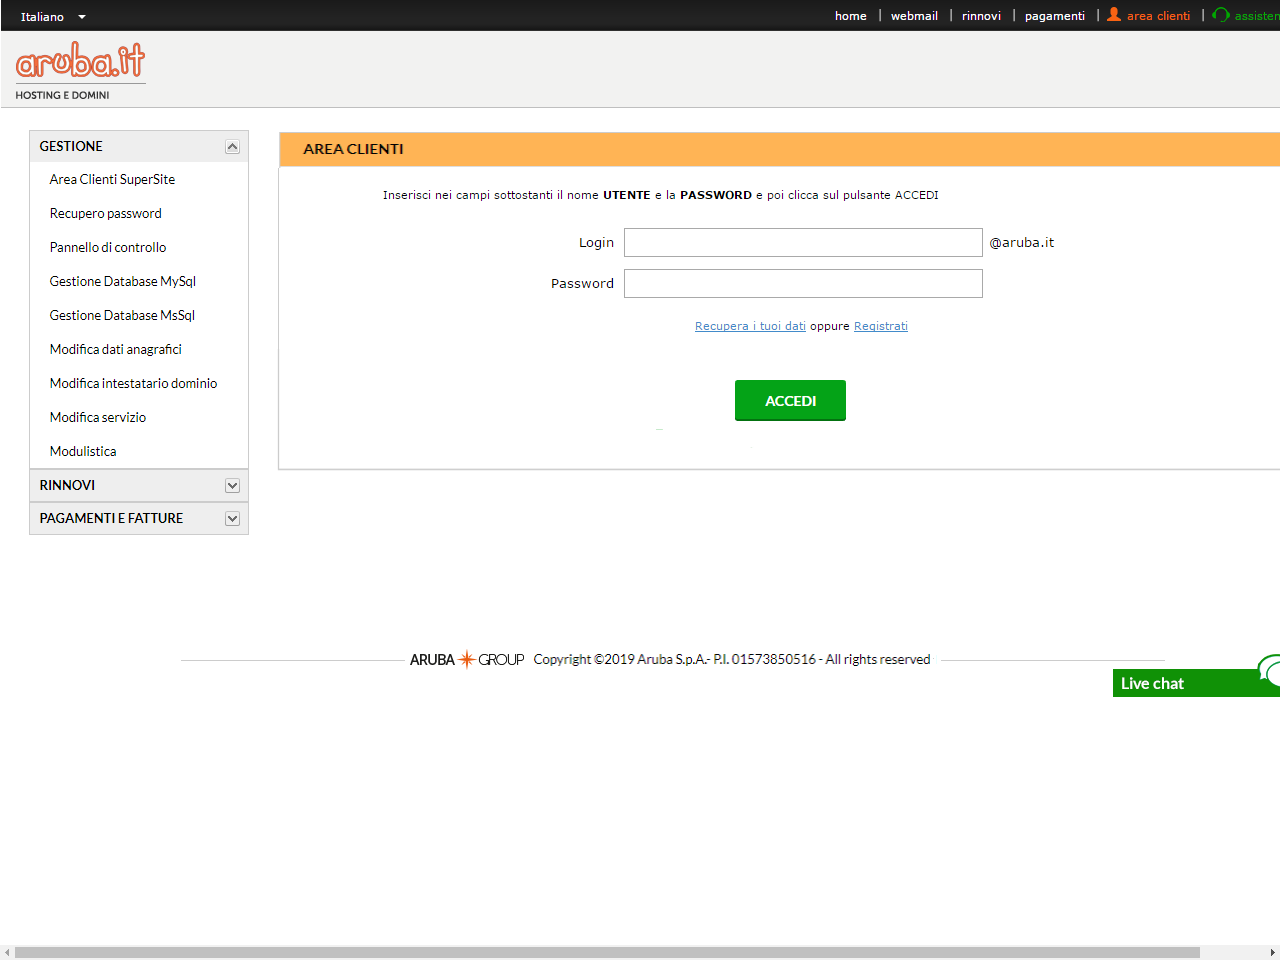 Italiano
home | webmail | rinnovi | pagamenti | area clienti | assisten
aruba.it
HOSTING E DOMINI
GESTIONE
Area Clienti SuperSite
Recupero password
Pannello di controllo
Gestione Database MySql
Gestione Database MsSql
Modifica dati anagrafici
Modifica intestatario dominio
Modifica servizio
Modulistica
RINNOVI
PAGAMENTI E FATTURE
AREA CLIENTI
Inserisci nei campi sottostanti il nome UTENTE e la PASSWORD e poi clicca sul pulsante ACCEDI
Login @aruba.it
Password
Recupera i tuoi dati oppure Registrati
ACCEDI
ARUBA GROUP Copyright ©2019 Aruba S.p.A.- P.I. 01573850516 - All rights reserved
Live chat